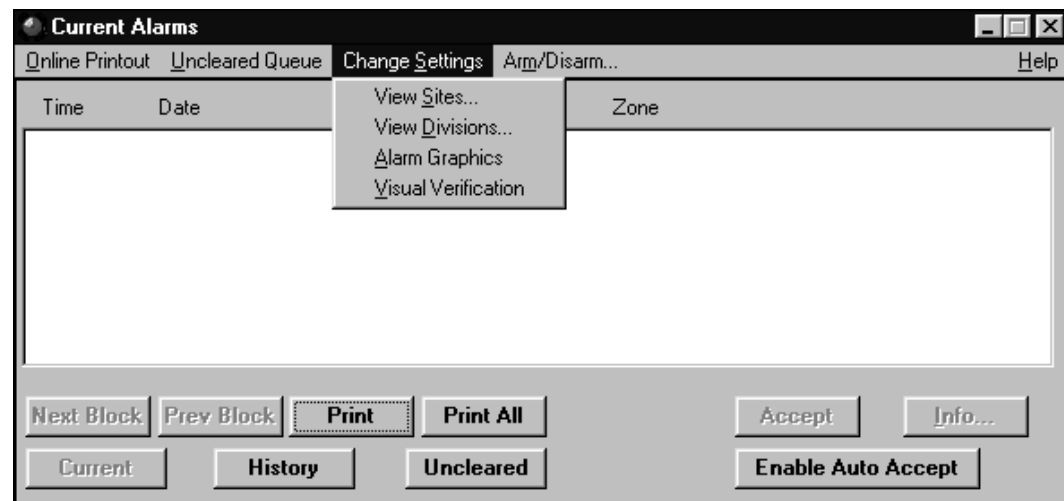 Current Alarms
Online Printout Uncleared Queue Change Settings Arm/Disarm... Help
Time Date Zone
View Sites...
View Divisions...
Alarm Graphics
Visual Verification
Next Block Prev Block Print Print All Accept Info...
Current History Uncleared Enable Auto Accept